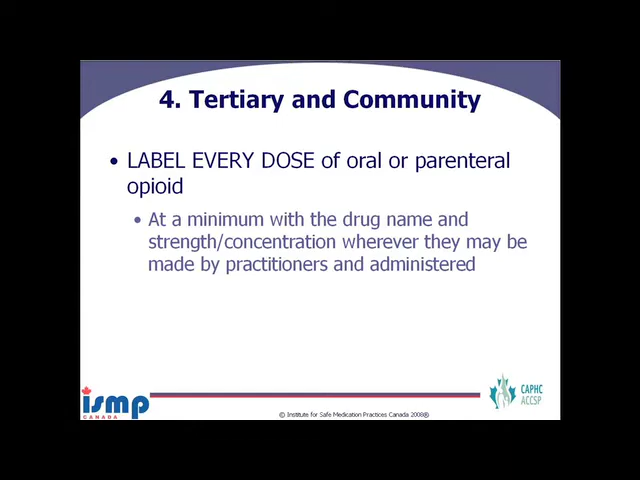 4. Tertiary and Community
• LABEL EVERY DOSE of oral or parenteral
opioid
• At a minimum with the drug name and
strength/concentration wherever they may be
made by practitioners and administered
ismp
CANADA
© Institute for Safe Medication Practices Canada 2008®
CAPHC
ACCSP